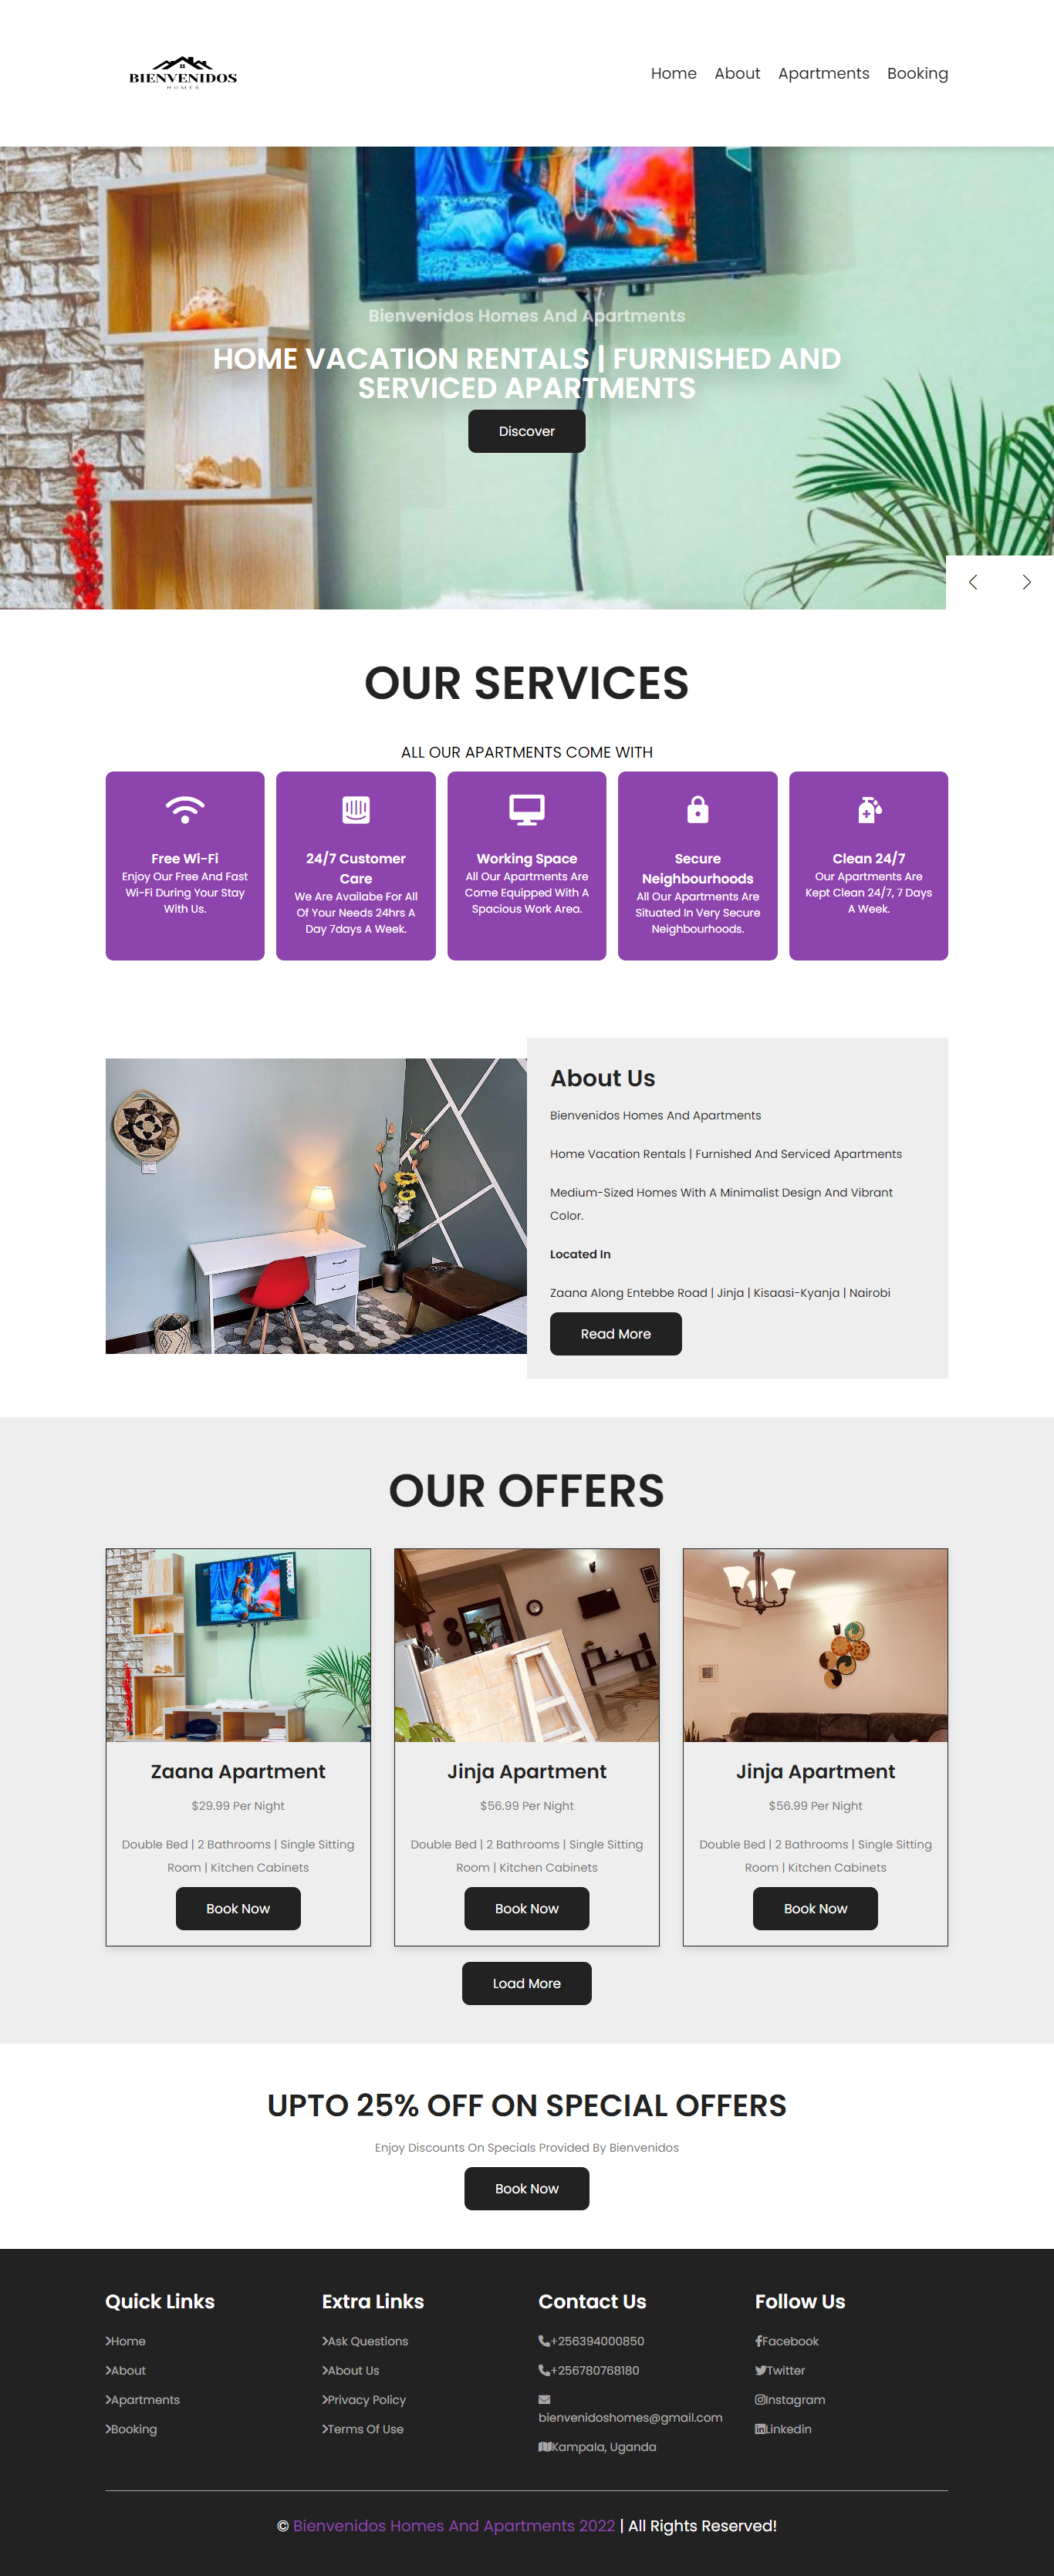 BIENVENIDOS
HOMES
Home About Apartments Booking
Hisense
Bienvenidos Homes And Apartments
HOME VACATION RENTALS | FURNISHED AND
SERVICED APARTMENTS
Discover
OUR SERVICES
ALL OUR APARTMENTS COME WITH
Free Wi-Fi
Enjoy Our Free And Fast
Wi-Fi During Your Stay
With Us.
24/7 Customer
Care
We Are Availabe For All
Of Your Needs 24hrs A
Day 7days A Week.
Working Space
All Our Apartments Are
Come Equipped With A
Spacious Work Area.
Secure
Neighbourhoods
All Our Apartments Are
Situated In Very Secure
Neighbourhoods.
Clean 24/7
Our Apartments Are
Kept Clean 24/7, 7 Days
A Week.
About Us
Bienvenidos Homes And Apartments
Home Vacation Rentals | Furnished And Serviced Apartments
Medium-Sized Homes With A Minimalist Design And Vibrant
Color.
Located In
Zaana Along Entebbe Road | Jinja | Kisaasi-Kyanja | Nairobi
Read More
OUR OFFERS
Zaana Apartment
$29.99 Per Night
Double Bed | 2 Bathrooms | Single Sitting
Room | Kitchen Cabinets
Book Now
Jinja Apartment
$56.99 Per Night
Double Bed | 2 Bathrooms | Single Sitting
Room | Kitchen Cabinets
Book Now
Jinja Apartment
$56.99 Per Night
Double Bed | 2 Bathrooms | Single Sitting
Room | Kitchen Cabinets
Book Now
Load More
UPTO 25% OFF ON SPECIAL OFFERS
Enjoy Discounts On Specials Provided By Bienvenidos
Book Now
Quick Links
Home
About
Apartments
Booking
Extra Links
Ask Questions
About Us
Privacy Policy
Terms Of Use
Contact Us
+256394000850
+256780768180
bienvenidoshomes@gmail.com
Kampala, Uganda
Follow Us
Facebook
Twitter
Instagram
Linkedin
© Bienvenidos Homes And Apartments 2022 | All Rights Reserved!